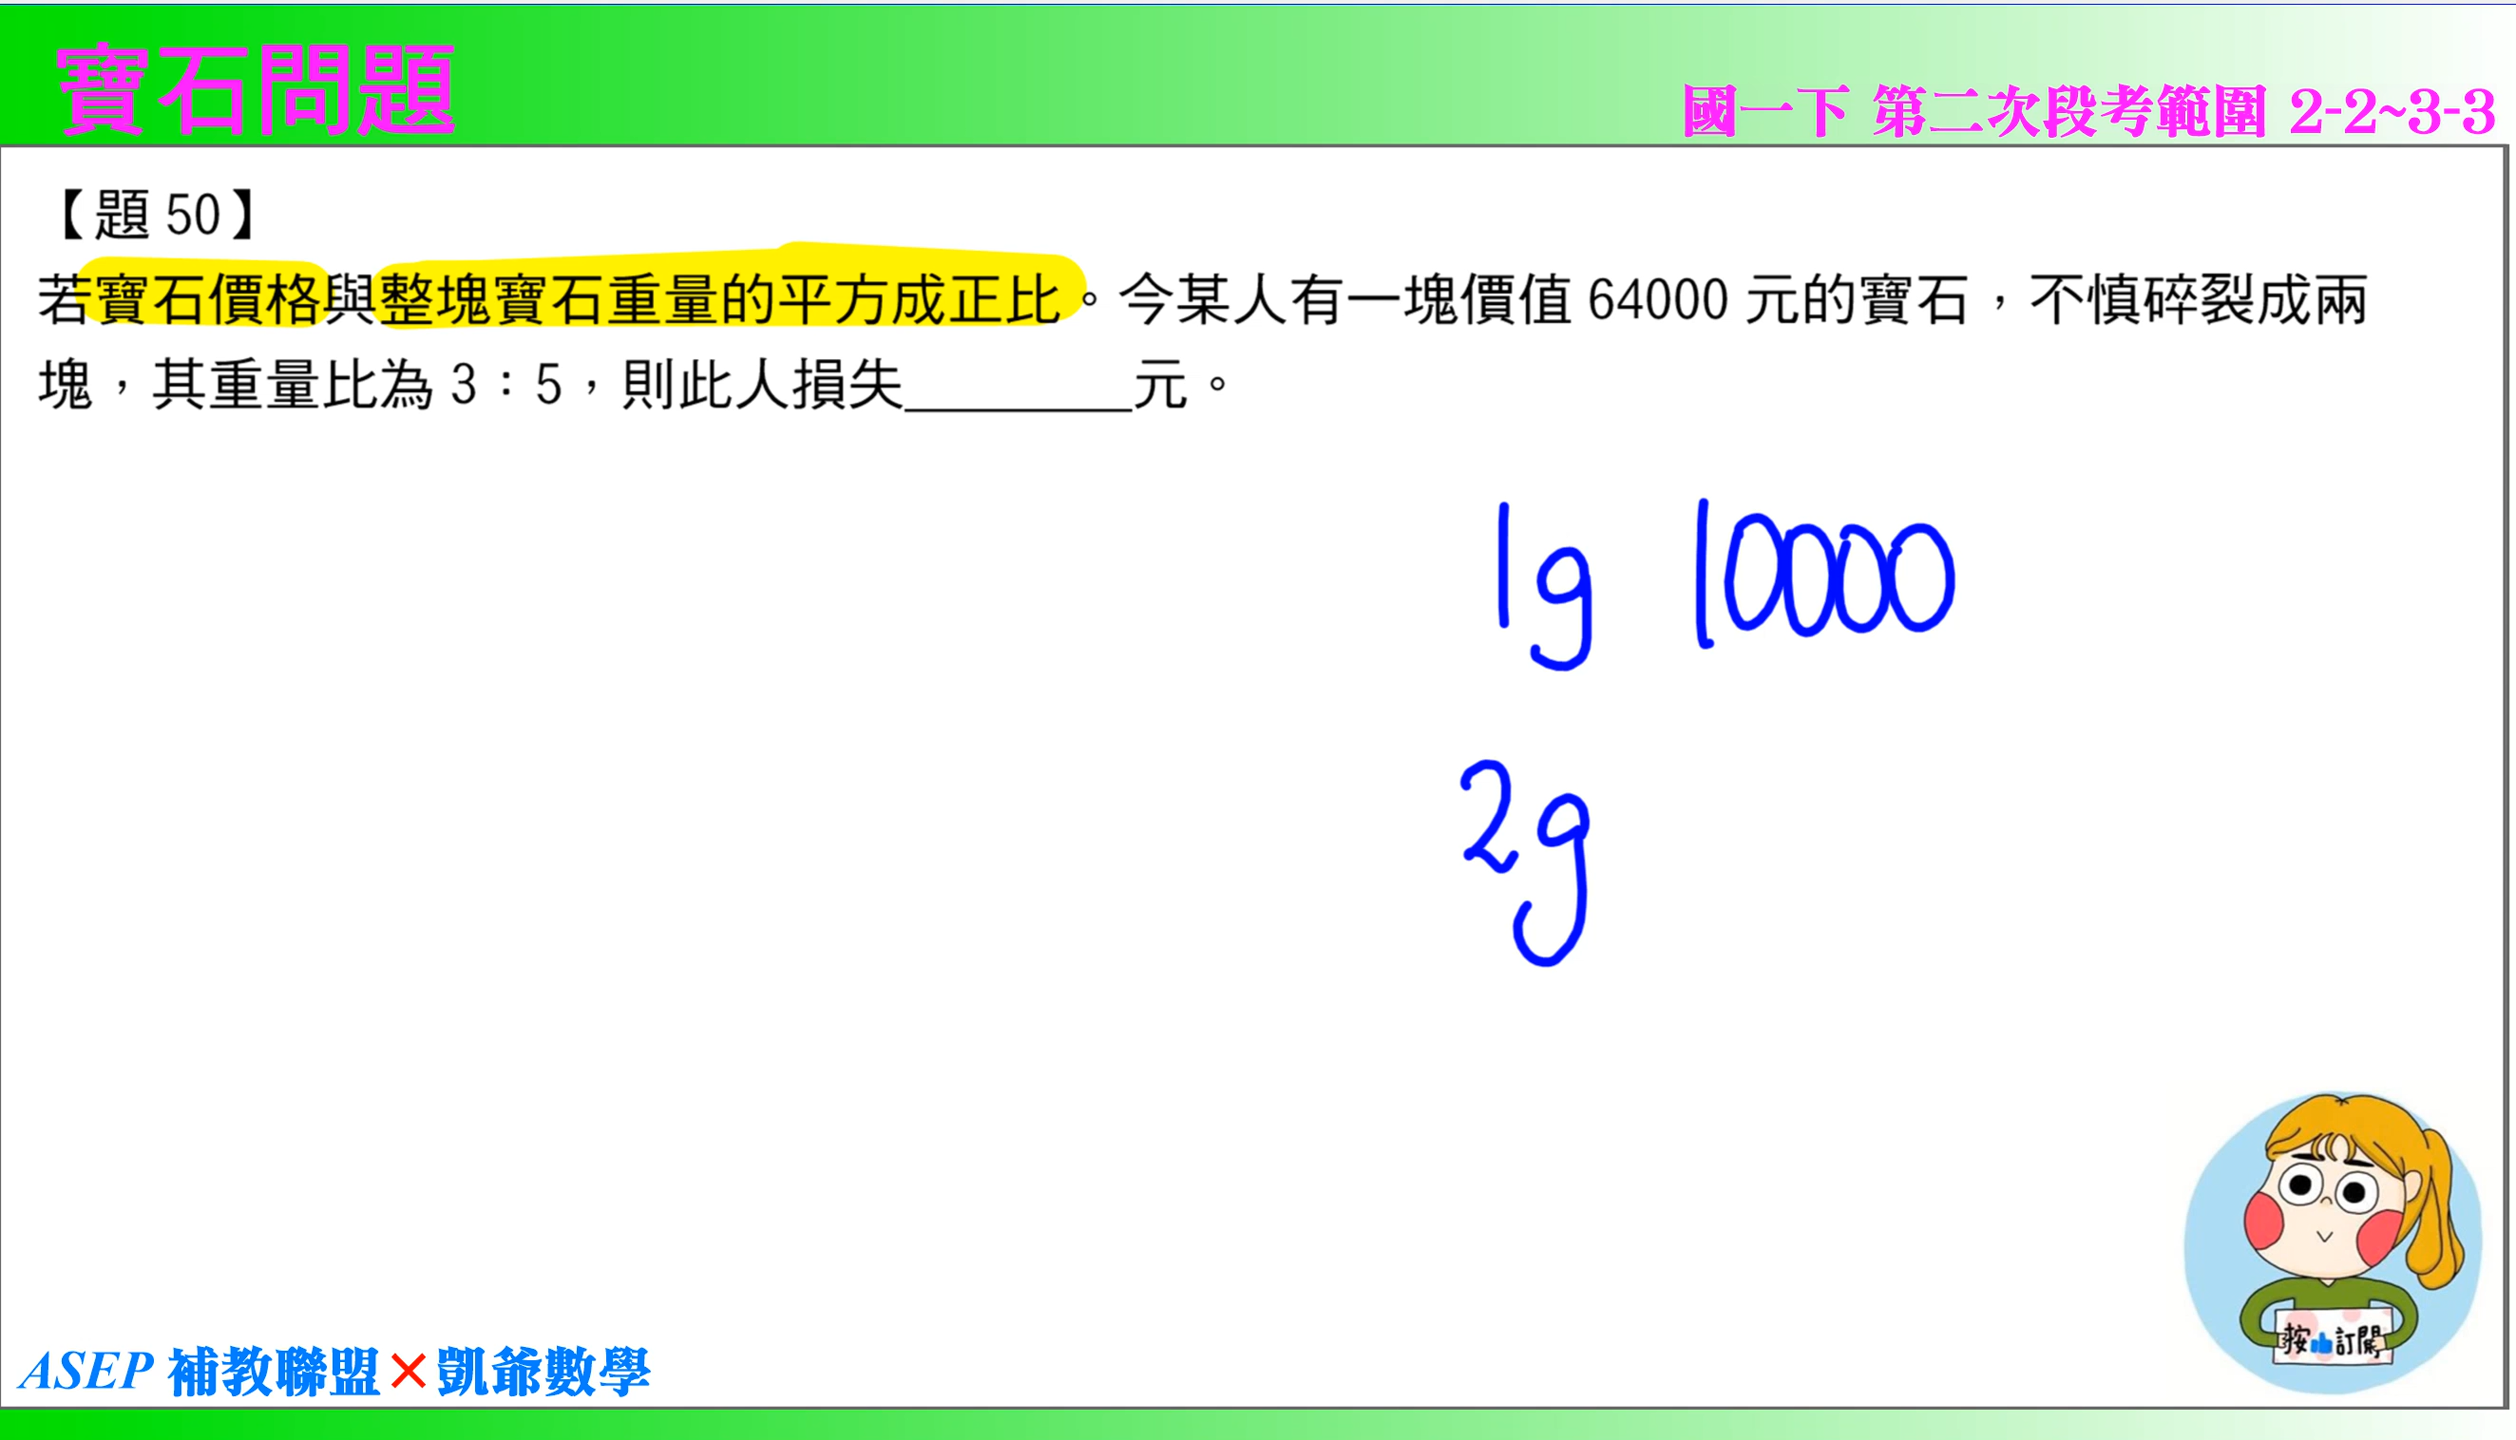 寶石問題
國一下 第二次段考範圍 2-2~3-3
【題 50】
若寶石價格與整塊寶石重量的平方成正比。今某人有一塊價值 64000 元的寶石，不慎碎裂成兩
塊，其重量比為 3：5，則此人損失________元。
1g 10000
2g
按訂閱
ASEP 補教聯盟×凱爺數學